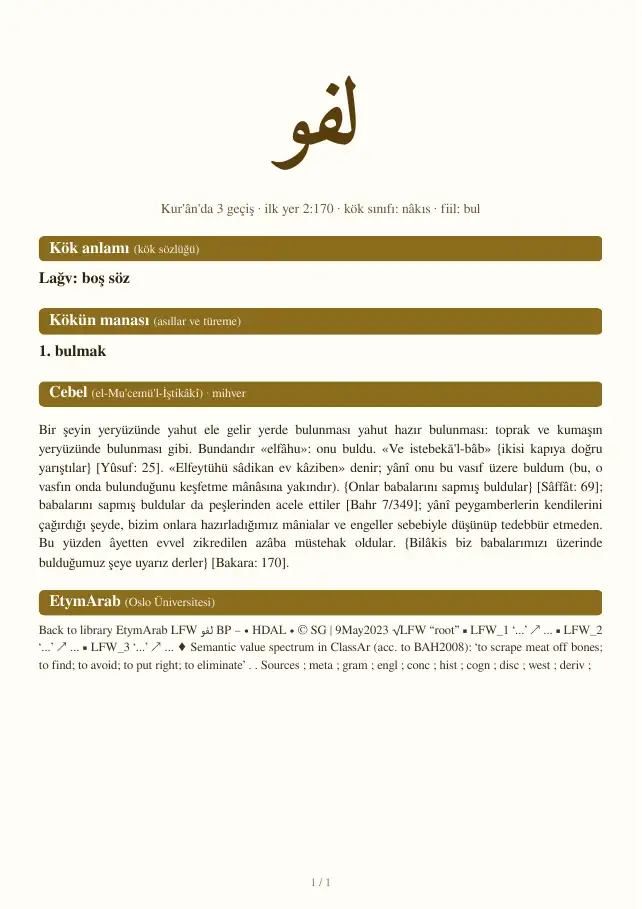 لفو
Kur'ân'da 3 geçiş · ilk yer 2:170 · kök sınıfı: nâkıs · fiil: bul
Kök anlamı (kök sözlüğü)
Lağv: boş söz
Kökün manası (asıllar ve türeme)
1. bulmak
Cebel (el-Mu'cemü'l-İştikâkî) · mihver
Bir şeyin yeryüzünde yahut ele gelir yerde bulunması yahut hazır bulunması: toprak ve kumaşın
yeryüzünde bulunması gibi. Bundandır «elfâhu»: onu buldu. «Ve istebekā'l-bâb» {ikisi kapıya doğru
yarıştılar} [Yûsuf: 25]. «Elfeytühü sâdikan ev kâziben» denir; yânî onu bu vasıf üzere buldum (bu, o
vasfın onda bulunduğunu keşfetme mânâsına yakındır). {Onlar babalarını sapmış buldular} [Sâffât: 69];
babalarını sapmış buldular da peşlerinden acele ettiler [Bahr 7/349]; yânî peygamberlerin kendilerini
çağırdığı şeyde, bizim onlara hazırladığımız mânialar ve engeller sebebiyle düşünüp tedebbür etmeden.
Bu yüzden âyetten evvel zikredilen azâba müstehak oldular. {Bilâkis biz babalarımızı üzerinde
bulduğumuz şeye uyarız derler} [Bakara: 170].
EtymArab (Oslo Üniversitesi)
Back to library EtymArab LFW لفو BP – • HDAL • © SG | 9May2023 √LFW “root” ▪ LFW_1 ‘...’ ↗ ... ▪ LFW_2
‘...’ ↗ ... ▪ LFW_3 ‘...’ ↗ ... ♦ Semantic value spectrum in ClassAr (acc. to BAH2008): ‘to scrape meat off bones;
to find; to avoid; to put right; to eliminate’ . . Sources ; meta ; gram ; engl ; conc ; hist ; cogn ; disc ; west ; deriv ;
1 / 1